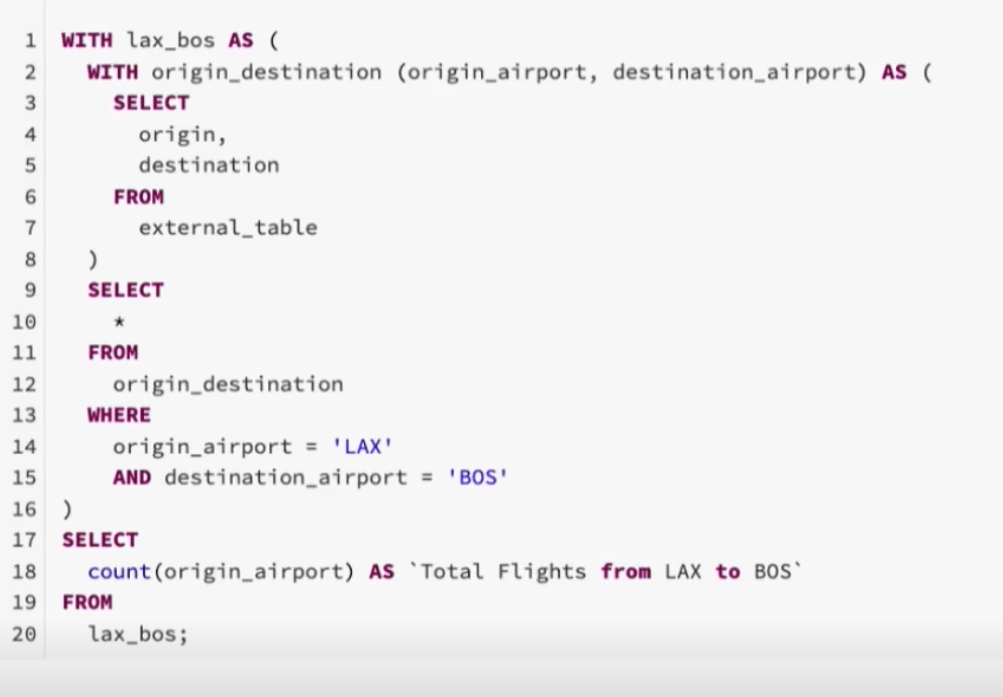 1 WITH lax_bos AS (
2   WITH origin_destination (origin_airport, destination_airport) AS (
3     SELECT
4       origin,
5       destination
6     FROM
7       external_table
8   )
9   SELECT
10     *
11   FROM
12     origin_destination
13   WHERE
14     origin_airport = 'LAX'
15     AND destination_airport = 'BOS'
16 )
17 SELECT
18   count(origin_airport) AS `Total Flights from LAX to BOS`
19 FROM
20   lax_bos;